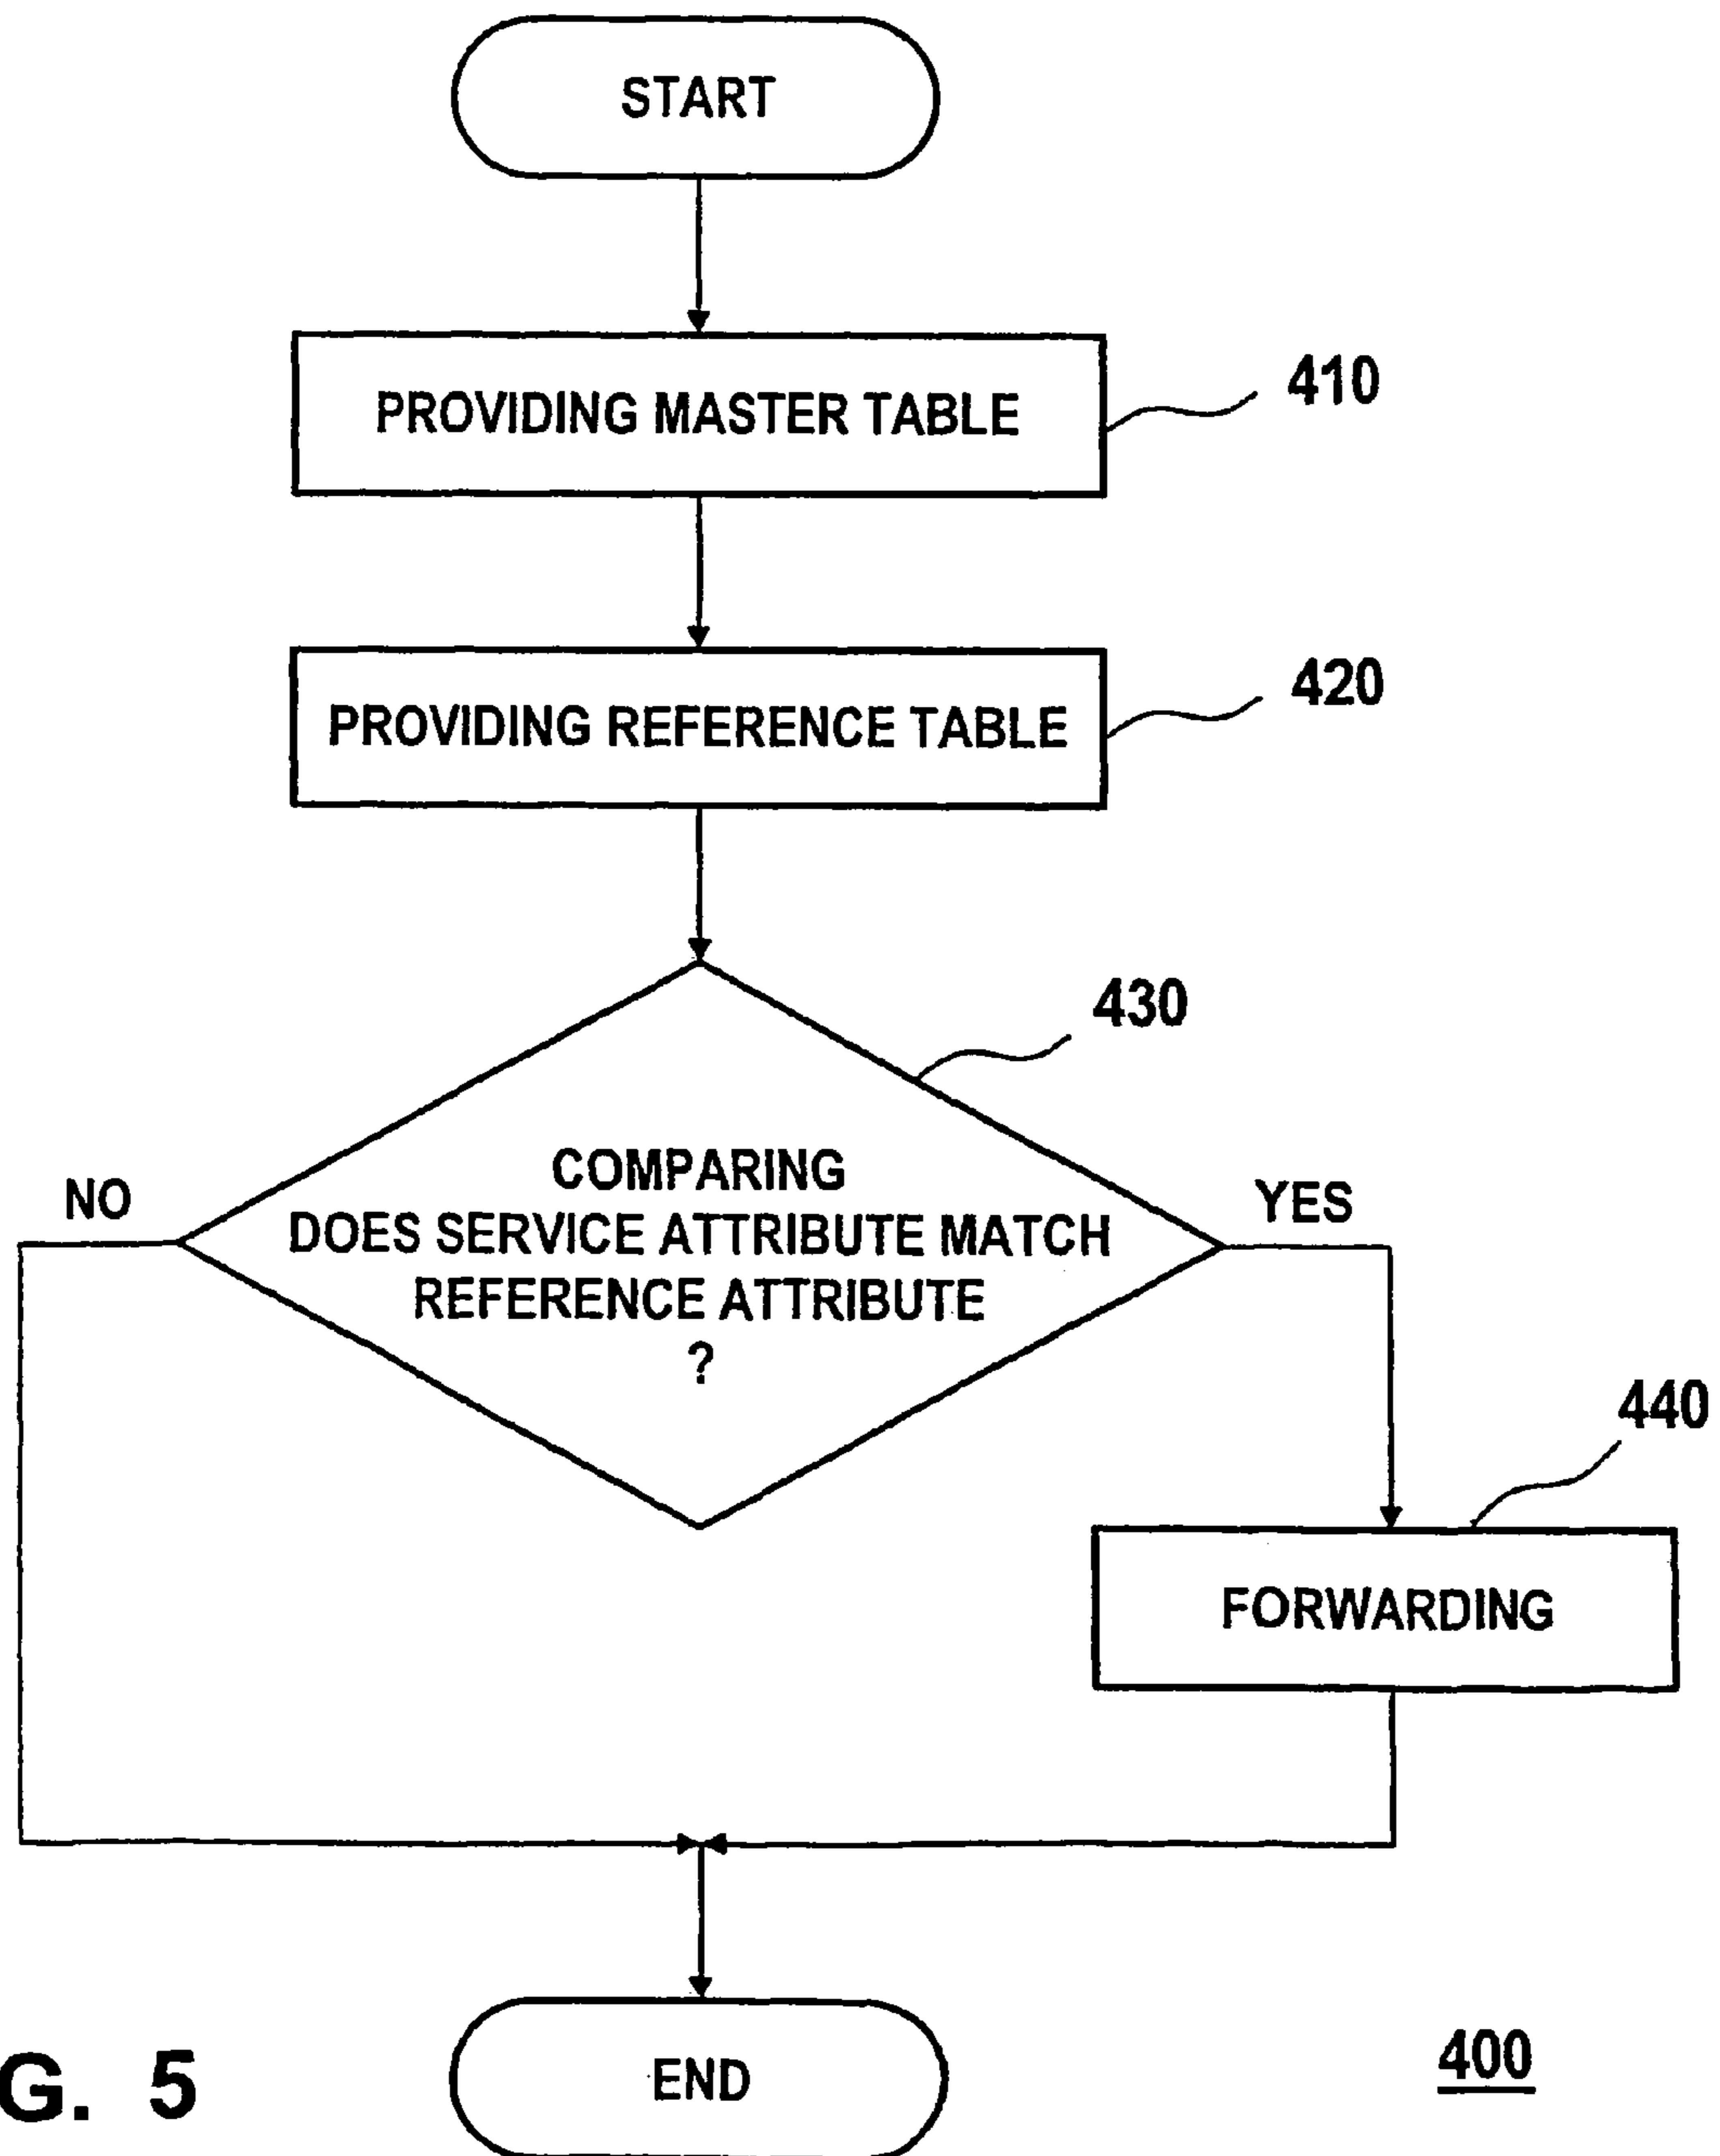 START
PROVIDING MASTER TABLE
410
PROVIDING REFERENCE TABLE
420
430
COMPARING
DOES SERVICE ATTRIBUTE MATCH
REFERENCE ATTRIBUTE
?
NO
YES
440
FORWARDING
END
400
G. 5